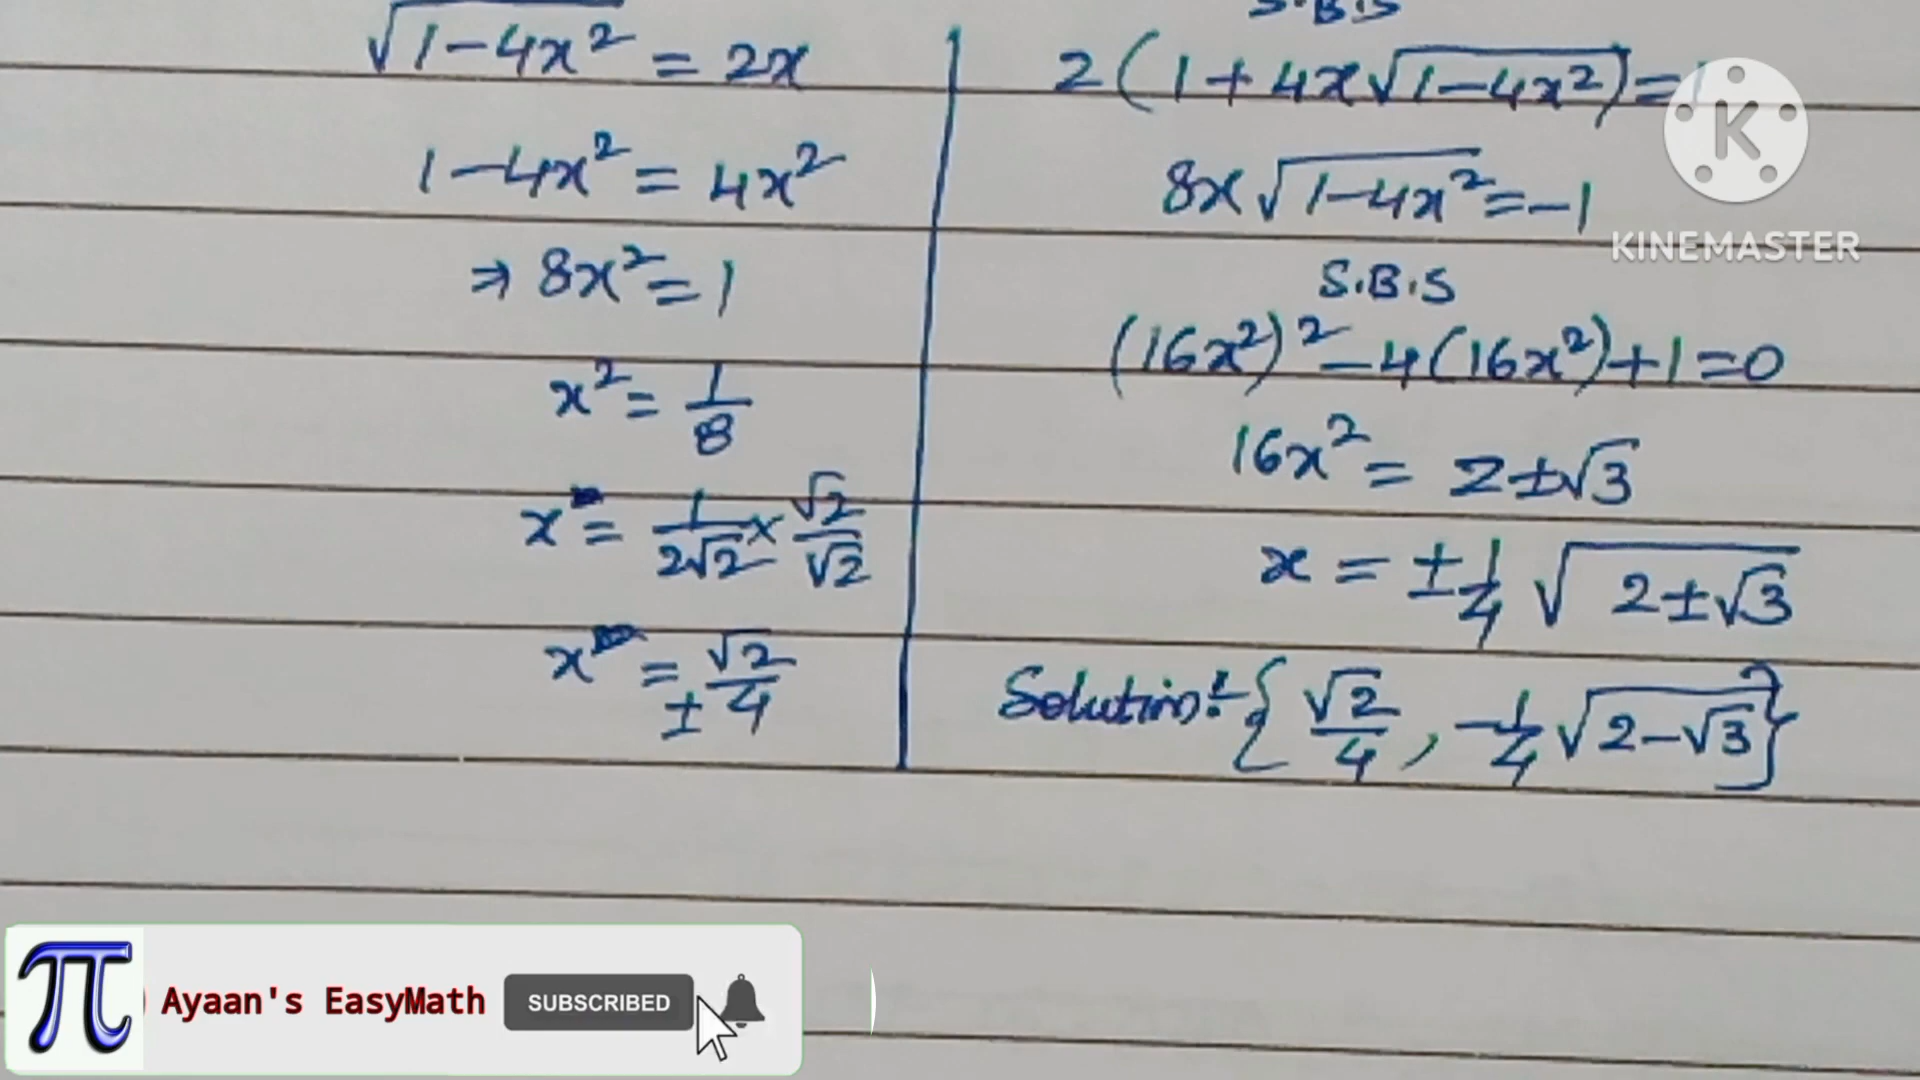 √(1-4x²) = 2x
1-4x² = 4x²
⇒ 8x² = 1
x² = 1/8
x = 1/2√2 × √2/√2
x = ± √2/4
S.B.S
2(1+4x√(1-4x²)) = 1
8x√(1-4x²) = -1
S.B.S
(16x²)² - 4(16x²) + 1 = 0
16x² = 2±√3
x = ± 1/4 √(2±√3)
Solution: {√2/4, -1/4 √(2-√3)}
KINEMASTER
π Ayaan's EasyMath SUBSCRIBED